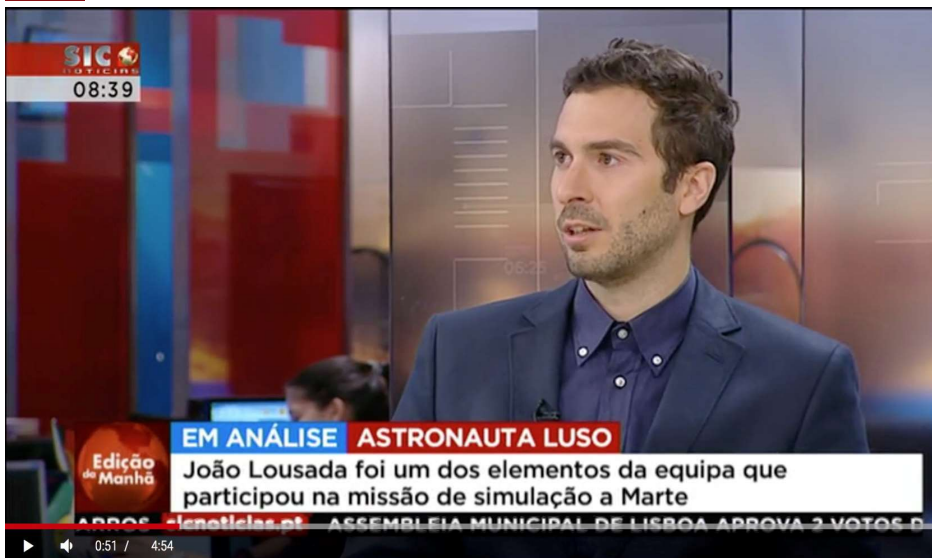 SIC
NOTÍCIAS
08:39
06:25
EM ANÁLISE ASTRONAUTA LUSO
Edição
da Manhã
João Lousada foi um dos elementos da equipa que
participou na missão de simulação a Marte
sicnoticias.pt ASSEMBLEIA MUNICIPAL DE LISBOA APROVA 2 VOTOS D
0:51 / 4:54